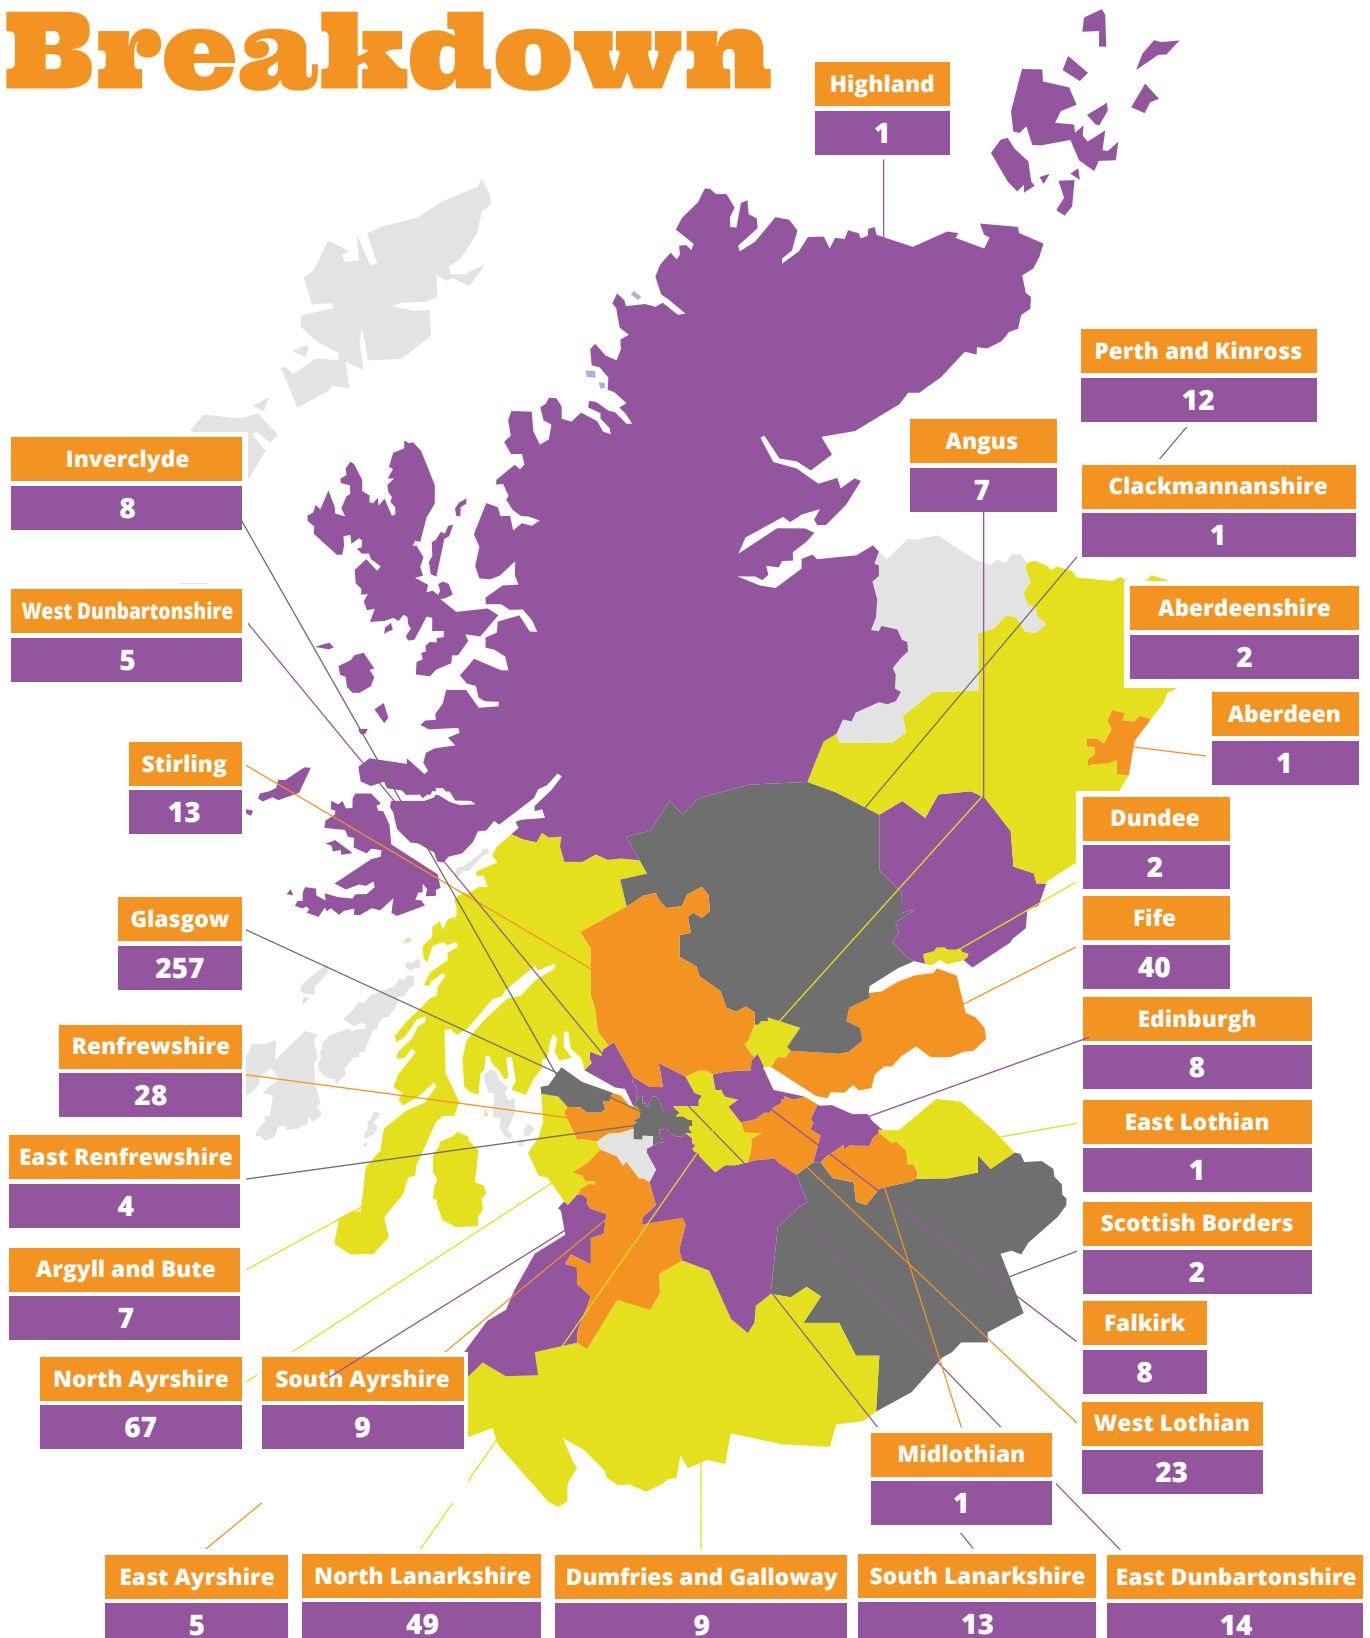 Breakdown
Highland
1
Perth and Kinross
12
Angus
7
Inverclyde
8
Clackmannanshire
1
West Dunbartonshire
5
Aberdeenshire
2
Aberdeen
1
Stirling
13
Dundee
2
Glasgow
257
Fife
40
Edinburgh
8
Renfrewshire
28
East Lothian
1
East Renfrewshire
4
Scottish Borders
2
Argyll and Bute
7
Falkirk
8
North Ayrshire
67
South Ayrshire
9
West Lothian
23
Midlothian
1
East Ayrshire
5
North Lanarkshire
49
Dumfries and Galloway
9
South Lanarkshire
13
East Dunbartonshire
14